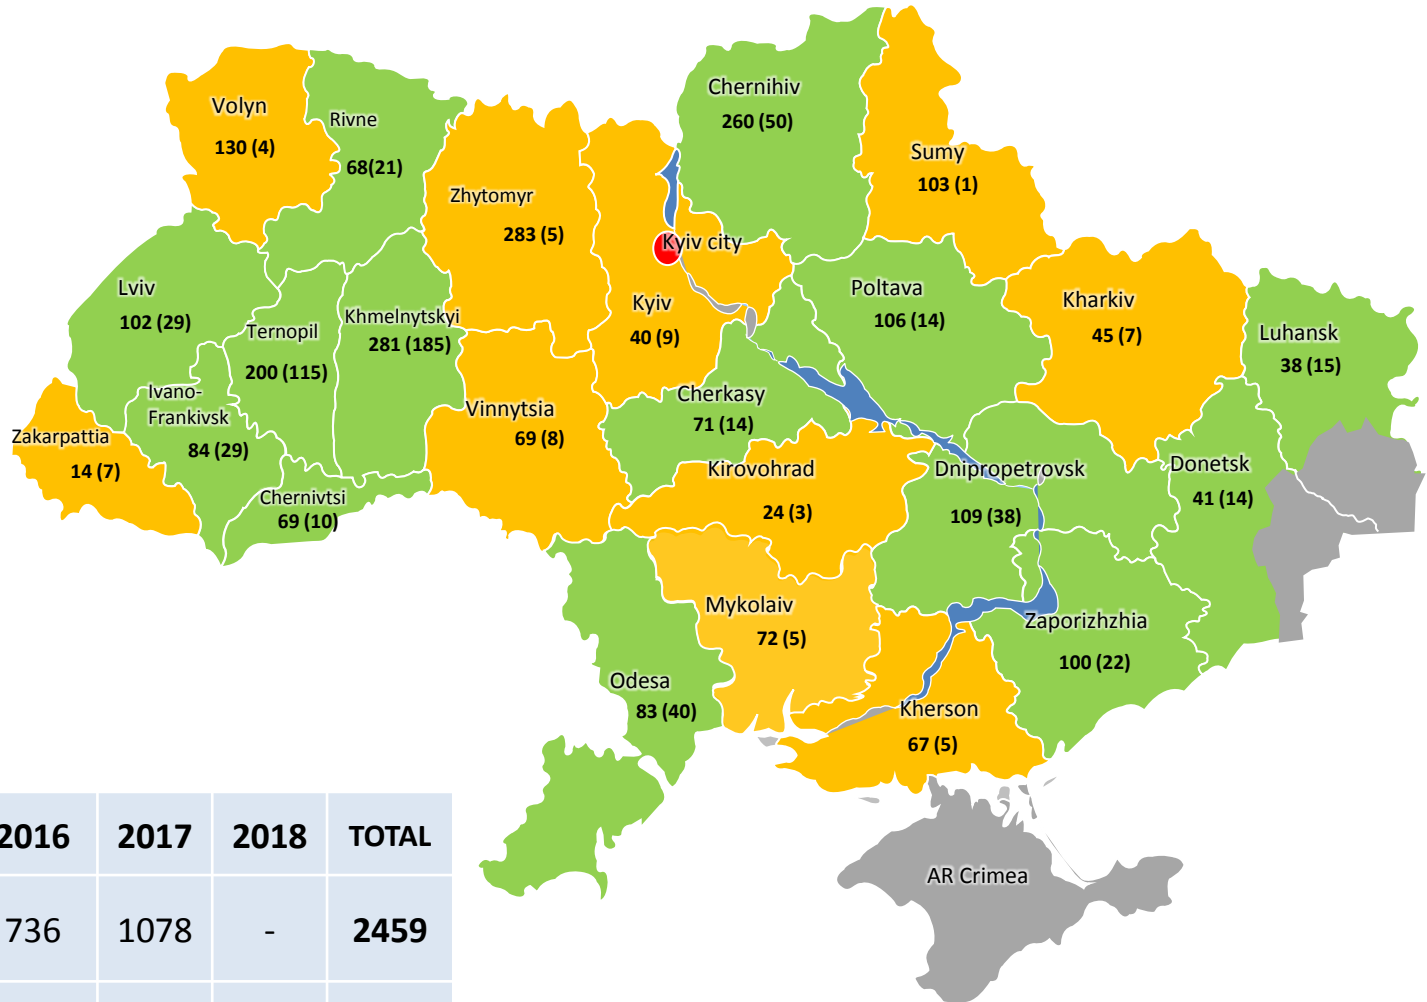 Chernihiv
260 (50)
Volyn
130 (4)
Rivne
68(21)
Sumy
103 (1)
Zhytomyr
283 (5)
Kyiv city
Lviv
102 (29)
Ternopil
200 (115)
Khmelnytskyi
281 (185)
Kyiv
40 (9)
Poltava
106 (14)
Kharkiv
45 (7)
Luhansk
38 (15)
Ivano-
Frankivsk
84 (29)
Vinnytsia
69 (8)
Cherkasy
71 (14)
Zakarpattia
14 (7)
Chernivtsi
69 (10)
Kirovohrad
24 (3)
Dnipropetrovsk
109 (38)
Donetsk
41 (14)
Mykolaiv
72 (5)
Zaporizhzhia
100 (22)
Odesa
83 (40)
Kherson
67 (5)
AR Crimea
2016 2017 2018 TOTAL
736 1078 - 2459